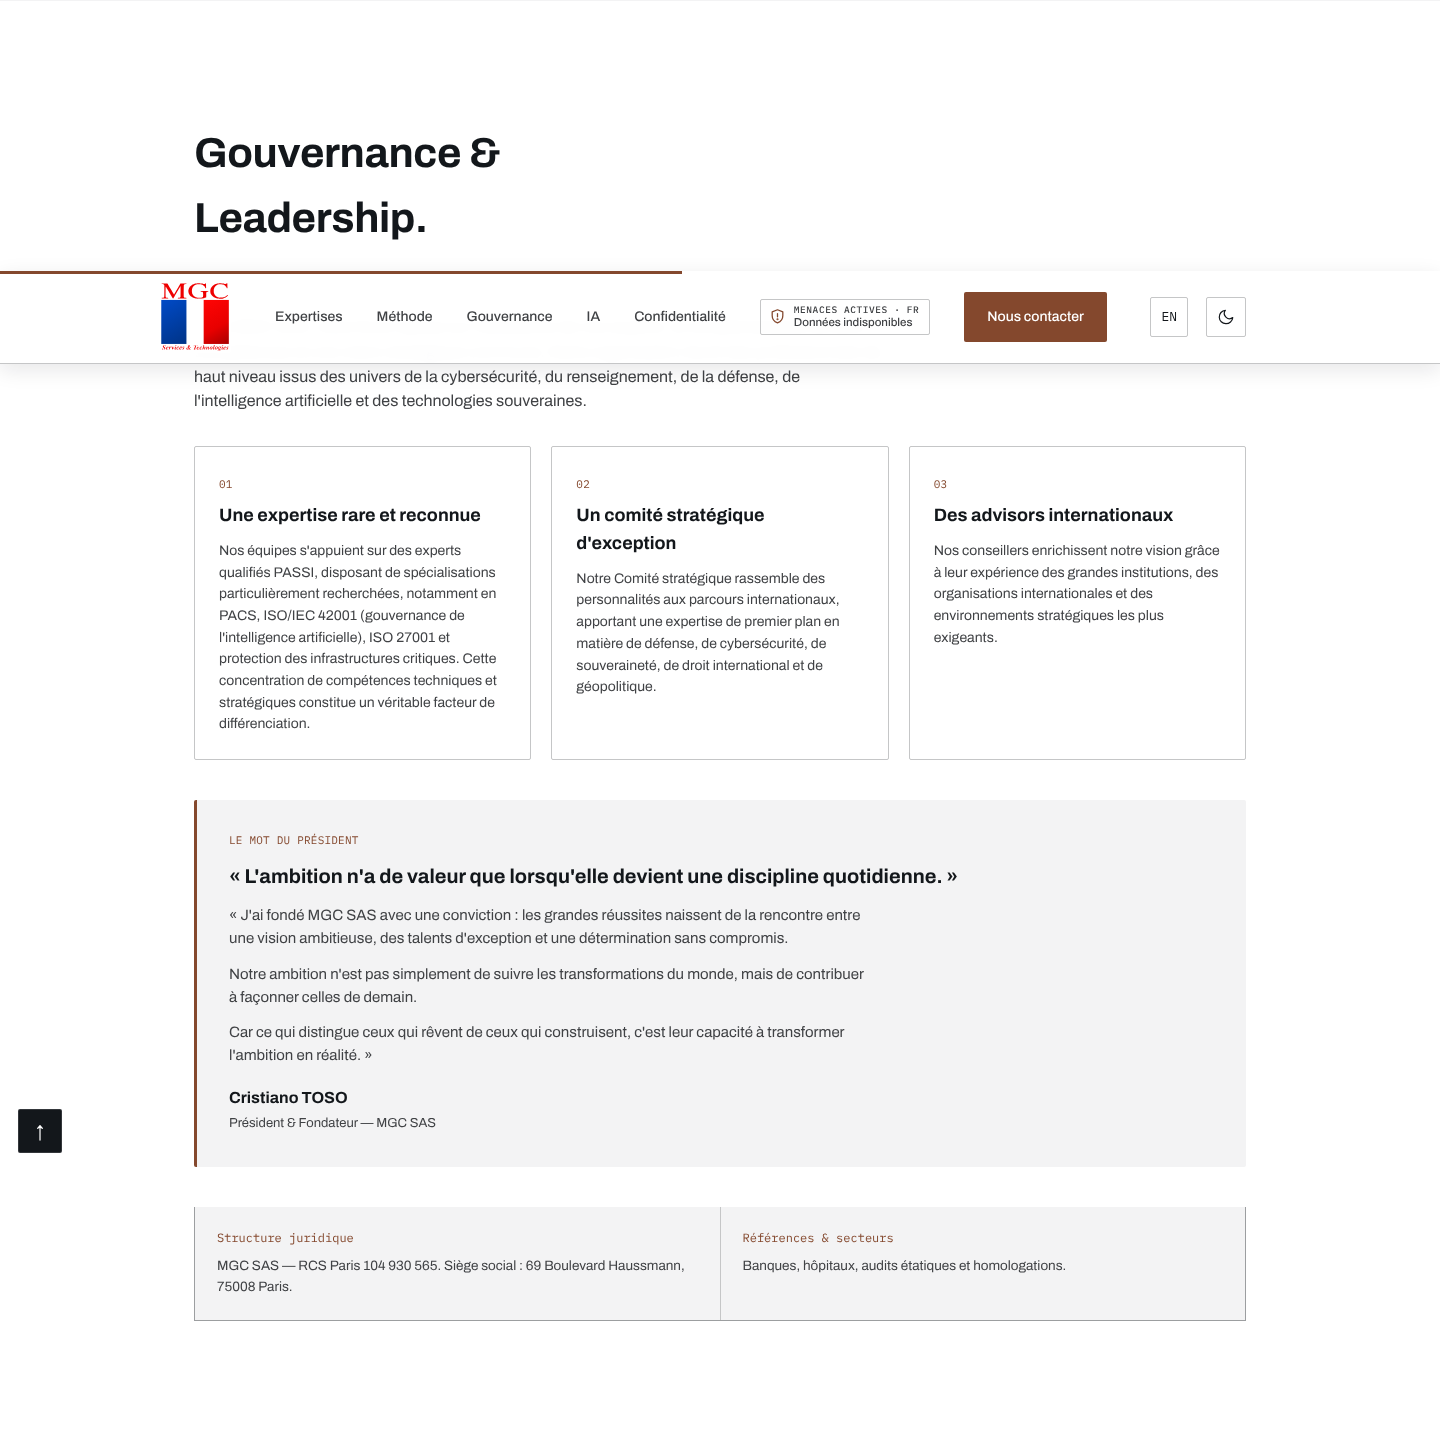 Gouvernance &
Leadership.
MGC
Services & Technologies
Expertises
Méthode
Gouvernance
IA
Confidentialité
MENACES ACTIVES · FR
Données indisponibles
Nous contacter
EN
haut niveau issus des univers de la cybersécurité, du renseignement, de la défense, de
l'intelligence artificielle et des technologies souveraines.
01
Une expertise rare et reconnue
Nos équipes s'appuient sur des experts
qualifiés PASSI, disposant de spécialisations
particulièrement recherchées, notamment en
PACS, ISO/IEC 42001 (gouvernance de
l'intelligence artificielle), ISO 27001 et
protection des infrastructures critiques. Cette
concentration de compétences techniques et
stratégiques constitue un véritable facteur de
différenciation.
02
Un comité stratégique
d'exception
Notre Comité stratégique rassemble des
personnalités aux parcours internationaux,
apportant une expertise de premier plan en
matière de défense, de cybersécurité, de
souveraineté, de droit international et de
géopolitique.
03
Des advisors internationaux
Nos conseillers enrichissent notre vision grâce
à leur expérience des grandes institutions, des
organisations internationales et des
environnements stratégiques les plus
exigeants.
LE MOT DU PRÉSIDENT
« L'ambition n'a de valeur que lorsqu'elle devient une discipline quotidienne. »
« J'ai fondé MGC SAS avec une conviction : les grandes réussites naissent de la rencontre entre
une vision ambitieuse, des talents d'exception et une détermination sans compromis.
Notre ambition n'est pas simplement de suivre les transformations du monde, mais de contribuer
à façonner celles de demain.
Car ce qui distingue ceux qui rêvent de ceux qui construisent, c'est leur capacité à transformer
l'ambition en réalité. »
Cristiano TOSO
Président & Fondateur — MGC SAS
↑
Structure juridique
MGC SAS — RCS Paris 104 930 565. Siège social : 69 Boulevard Haussmann,
75008 Paris.
Références & secteurs
Banques, hôpitaux, audits étatiques et homologations.